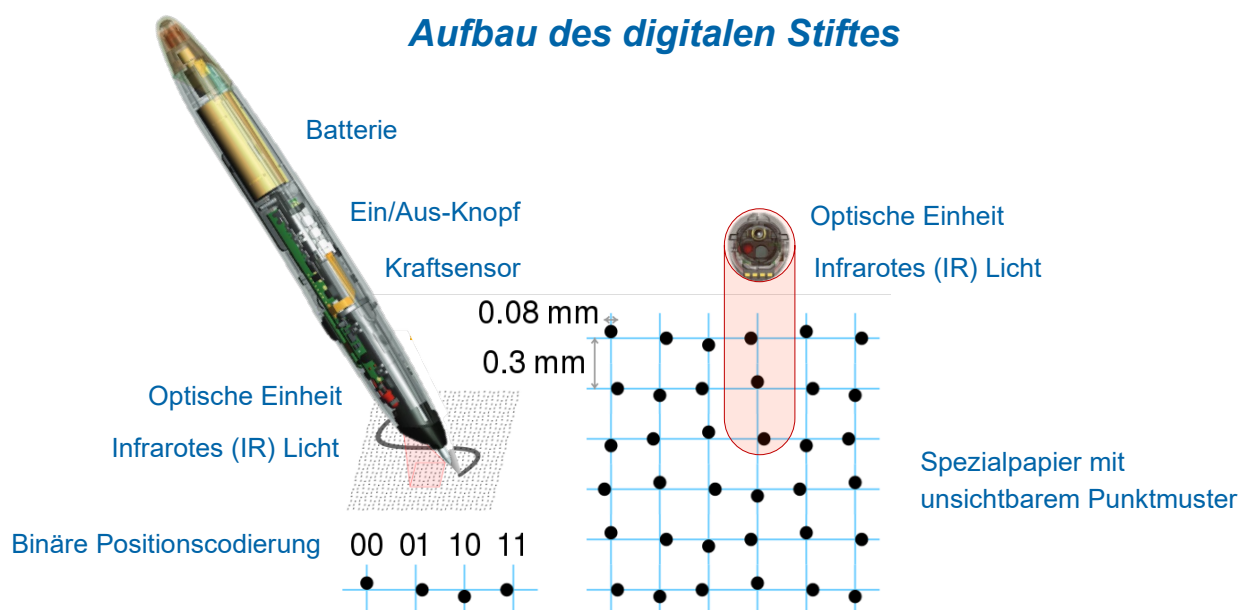 Aufbau des digitalen Stiftes
Batterie
Ein/Aus-Knopf
Kraftsensor
Optische Einheit
Infrarotes (IR) Licht
0.08 mm
0.3 mm
Optische Einheit
Infrarotes (IR) Licht
Spezialpapier mit
unsichtbarem Punktmuster
Binäre Positionscodierung 00 01 10 11